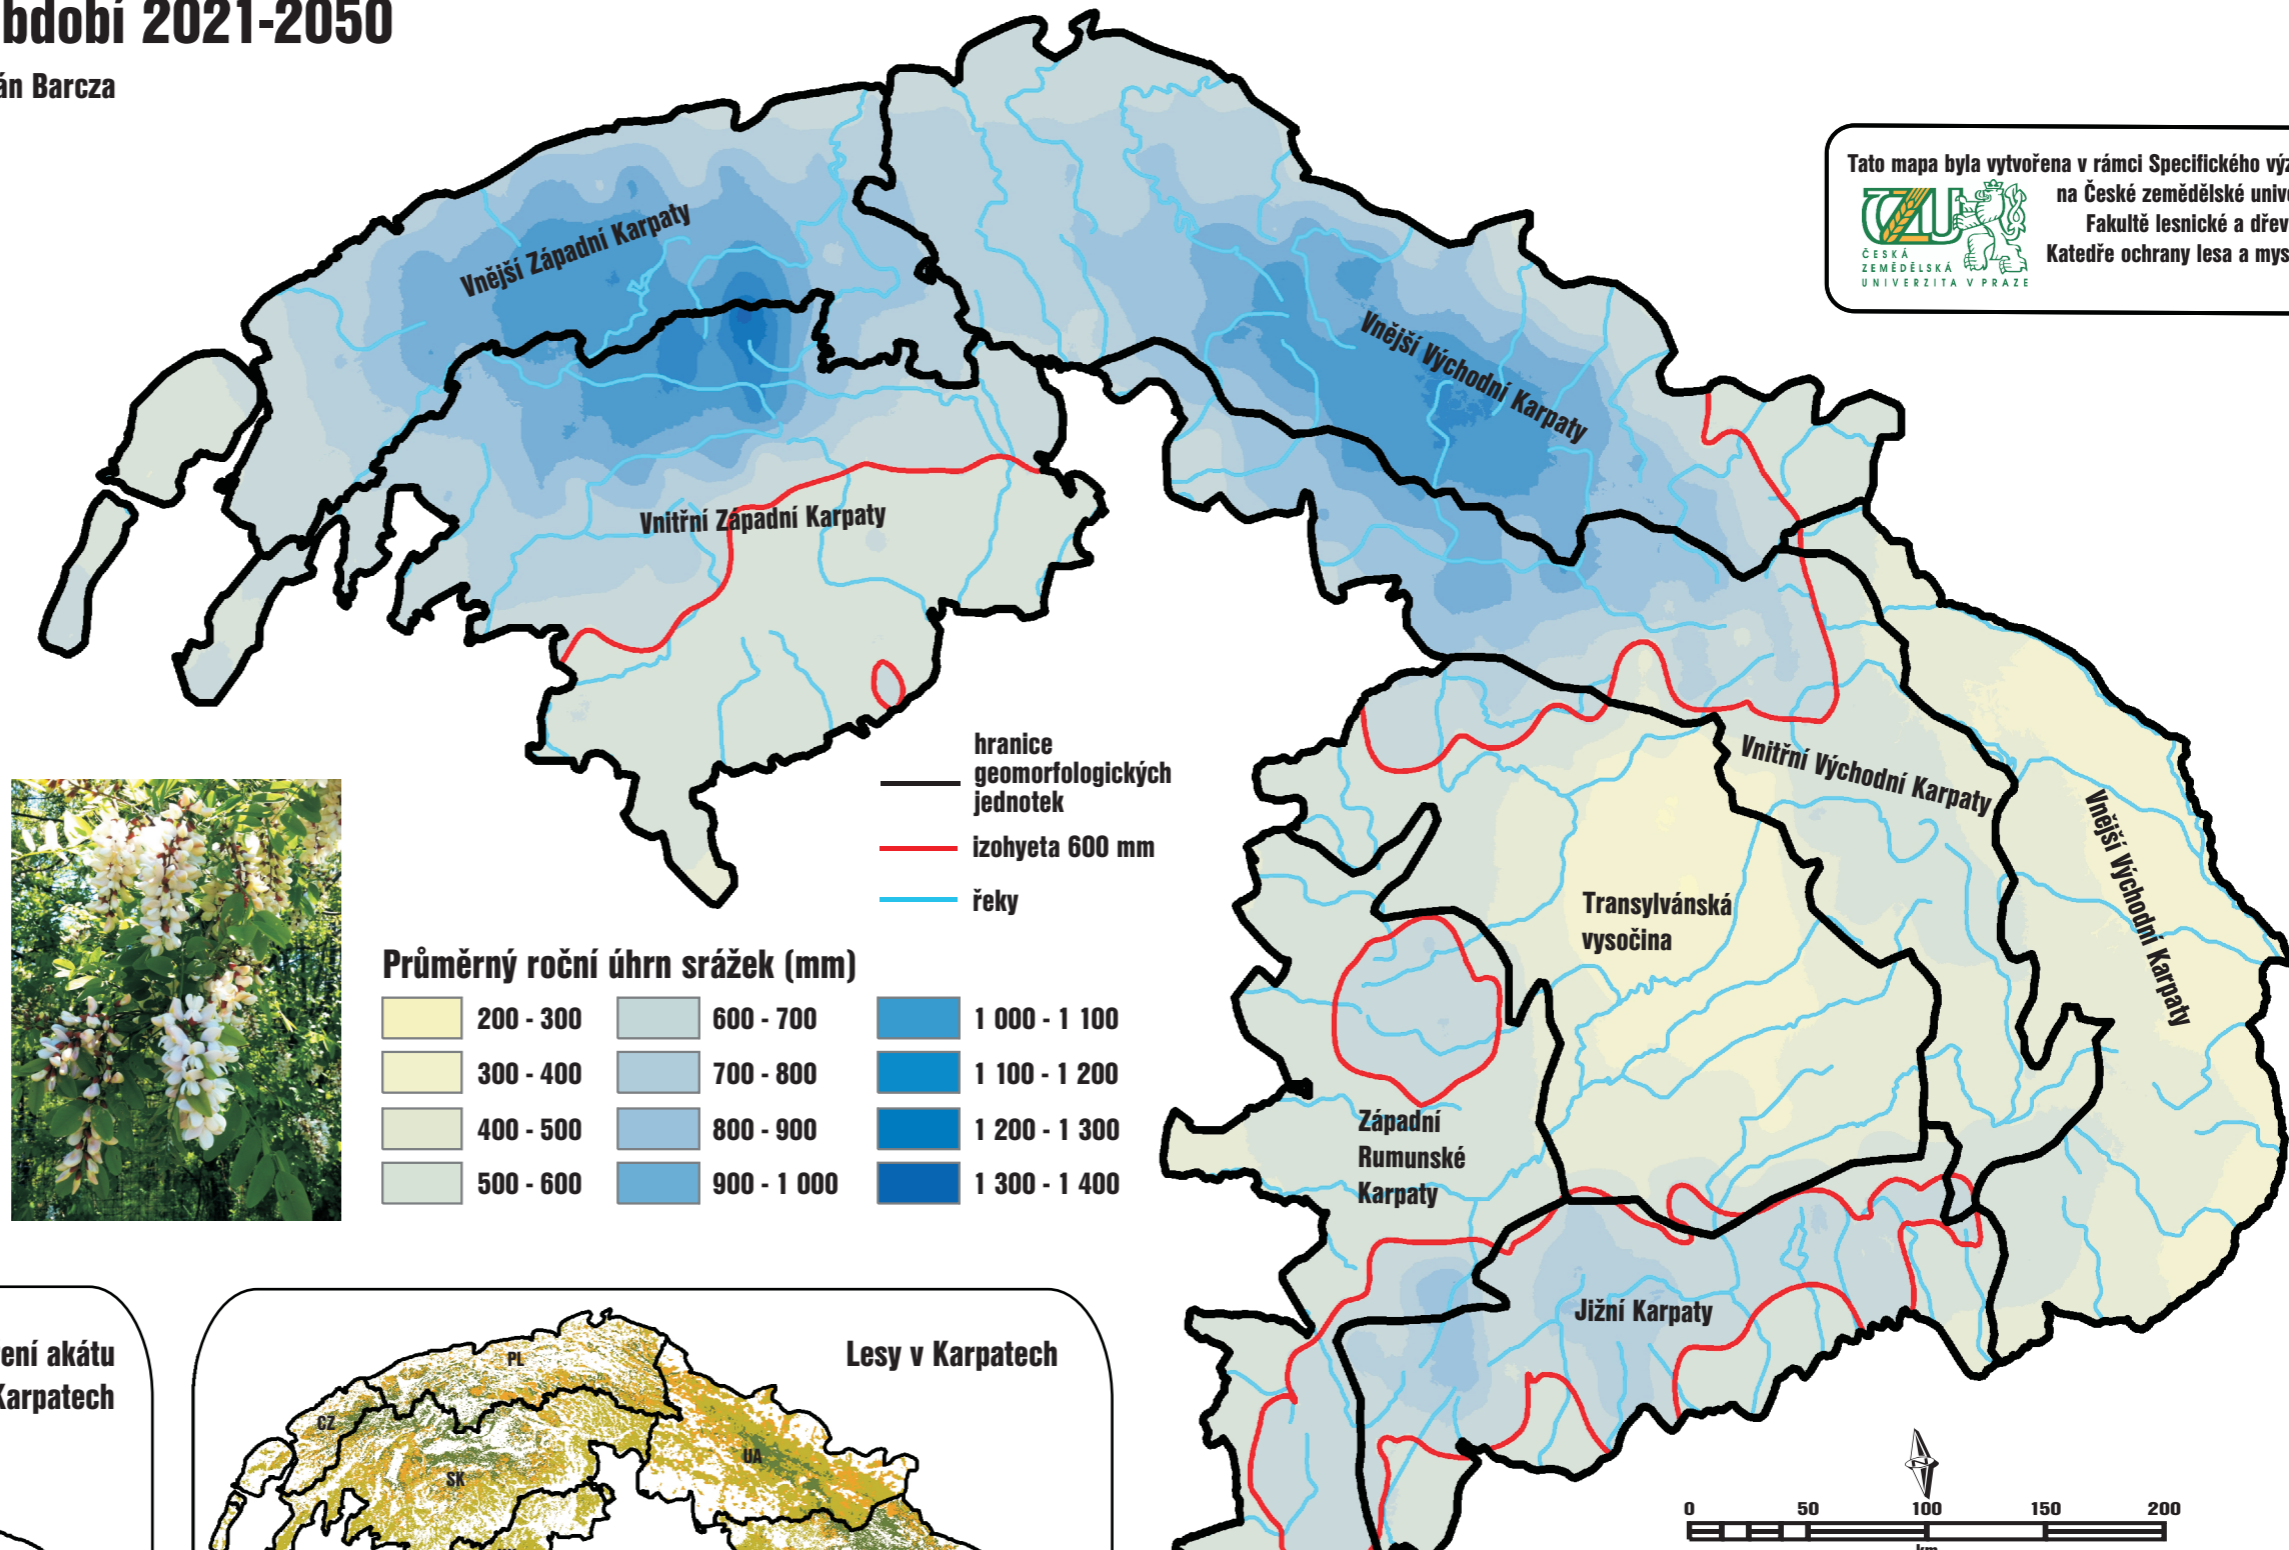 bdobí 2021-2050
án Barcza
Tato mapa byla vytvořena v rámci Specifického výz
na České zemědělské unive
Fakultě lesnické a dřev
Katedře ochrany lesa a mys
ČZU
ČESKÁ
ZEMĚDĚLSKÁ
UNIVERZITA V PRAZE
Vnější Západní Karpaty
Vnější Východní Karpaty
Vnitřní Západní Karpaty
Vnitřní Východní Karpaty
Vnější Východní Karpaty
Transylvánská
vysočina
Západní
Rumunské
Karpaty
Jižní Karpaty
hranice
geomorfologických
jednotek
izohyeta 600 mm
řeky
Průměrný roční úhrn srážek (mm)
200 - 300
300 - 400
400 - 500
500 - 600
600 - 700
700 - 800
800 - 900
900 - 1 000
1 000 - 1 100
1 100 - 1 200
1 200 - 1 300
1 300 - 1 400
ení akátu
Karpatech
Lesy v Karpatech
PL
CZ
SK
UA
N
0 50 100 150 200
km